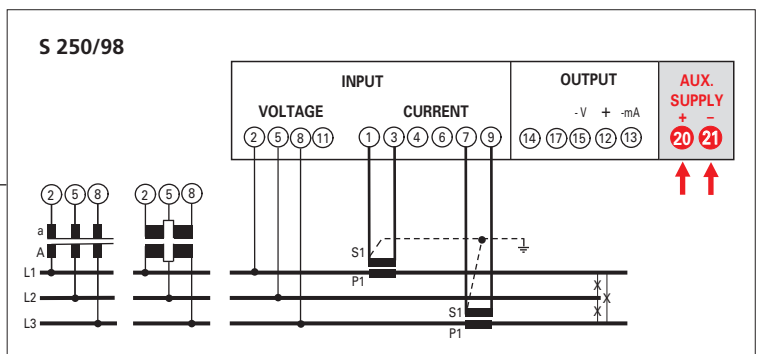 S 250/98
INPUT
OUTPUT
AUX.
SUPPLY
VOLTAGE
CURRENT
- V + -mA
+ –
2 5 8 11
1 3 4 6 7 9
14 17 15 12 13
20 21
2 5 8
2 5 8
a
A
S1
P1
L1
L2
L3
S1
P1
X
X
X